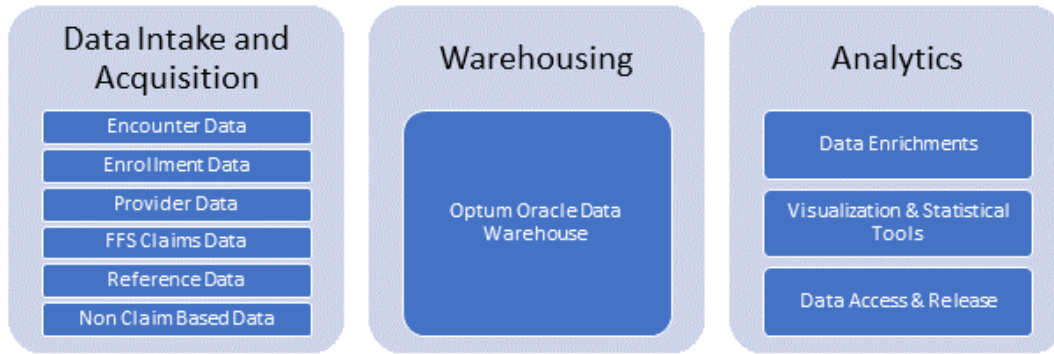 Data Intake and
Acquisition
Encounter Data
Enrollment Data
Provider Data
FFS Claims Data
Reference Data
Non Claim Based Data
Warehousing
Optum Oracle Data
Warehouse
Analytics
Data Enrichments
Visualization & Statistical
Tools
Data Access & Release